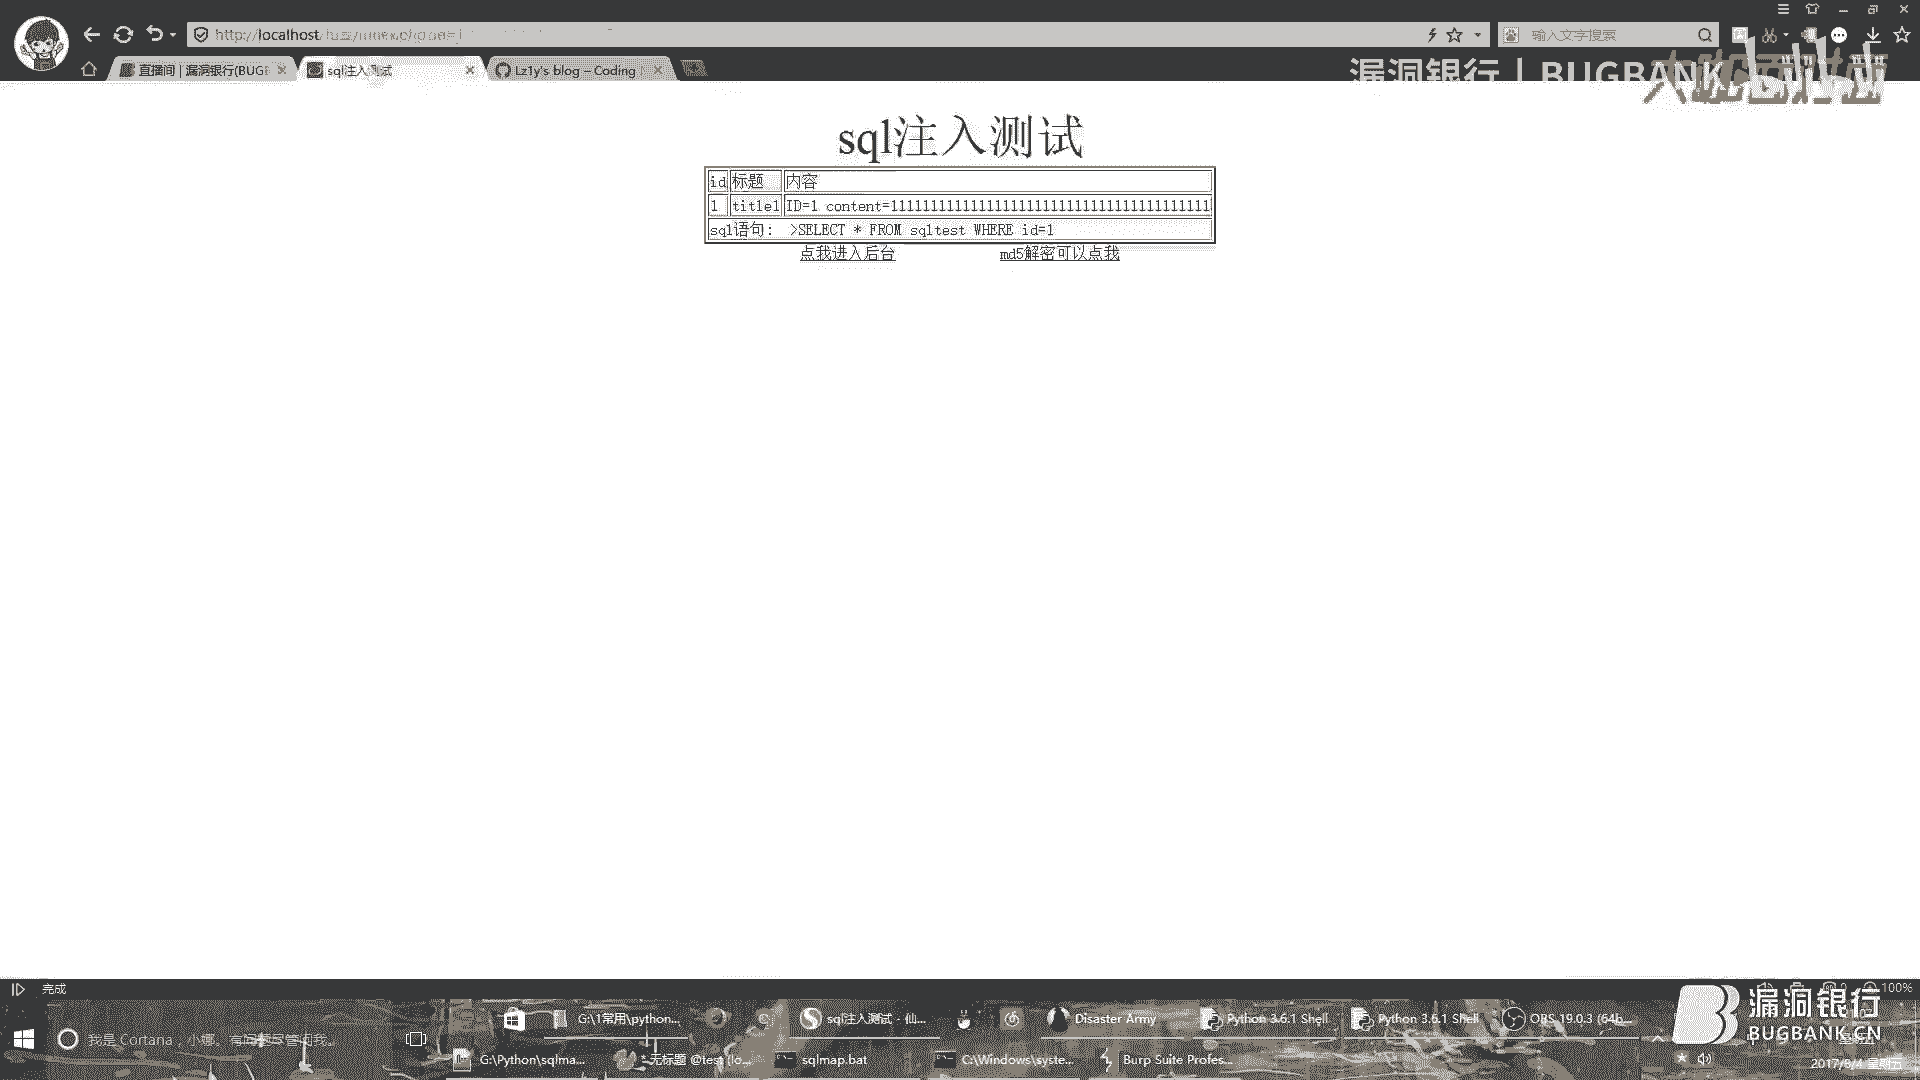 http://localhost
输入文字搜索
直播间 | 漏洞银行(BUGB
sql注入测试
Lz1y's blog – Coding
漏洞银行 | BUGBANK
sql注入测试
id 标题 内容
1 title1 ID=1 content=1111111111111111111111111111111111111111
sql语句: >SELECT * FROM sqltest WHERE id=1
点我进入后台 md5解密可以点我
完成
100%
G:\1常用\python...
sql注入测试 - 仙...
Disaster Army
Python 3.6.1 Shell
Python 3.6.1 Shell
OBS 19.0.3 (64b...
我是 Cortana，小娜。有问题尽管问我。
G:\Python\sqlma...
*无标题 @test (lo...
sqlmap.bat
C:\Windows\syste...
Burp Suite Profes...
漏洞银行
BUGBANK.CN
2017/8/4 星期五